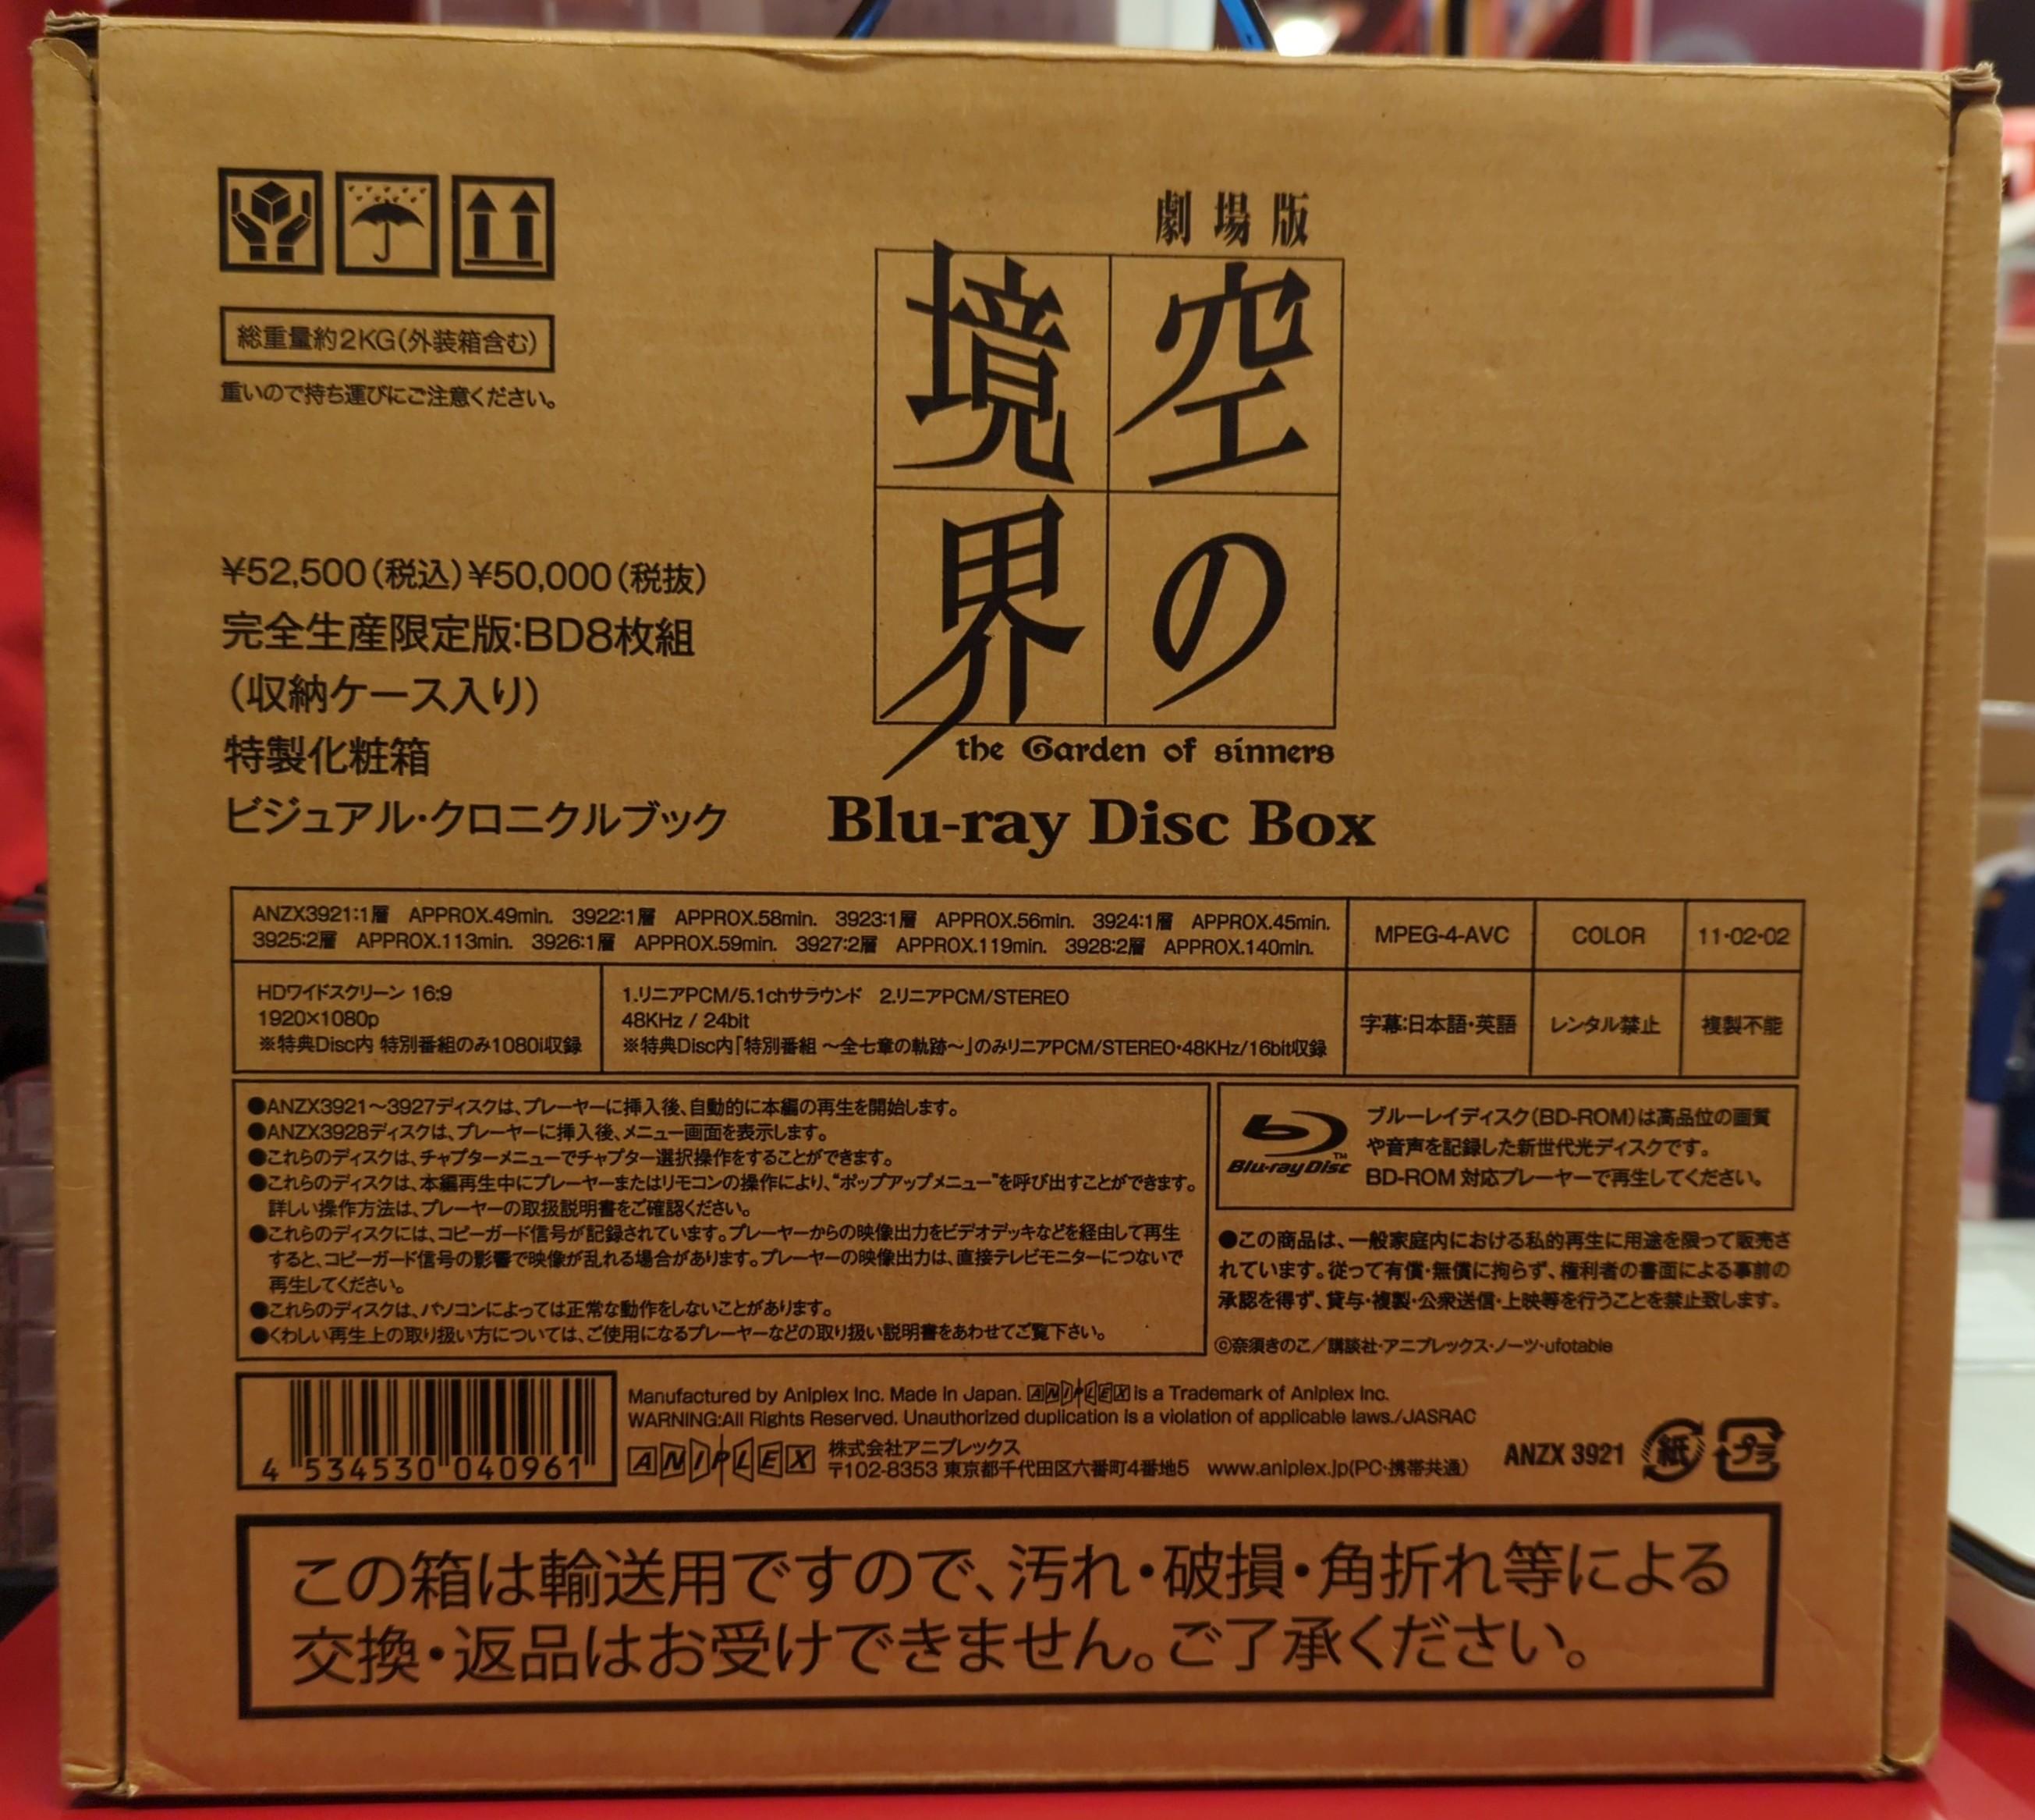 総重量約2KG(外装箱含む)
重いので持ち運びにご注意ください。
劇場版
空の境界
the Garden of sinners
Blu-ray Disc Box
¥52,500(税込)¥50,000(税抜)
完全生産限定版:BD8枚組
(収納ケース入り)
特製化粧箱
ビジュアル・クロニクルブック
ANZX3921:1層 APPROX.49min. 3922:1層 APPROX.58min. 3923:1層 APPROX.56min. 3924:1層 APPROX.45min.
3925:2層 APPROX.113min. 3926:1層 APPROX.59min. 3927:2層 APPROX.119min. 3928:2層 APPROX.140min.
MPEG-4-AVC
COLOR
11・02・02
HDワイドスクリーン 16:9
1920×1080p
※特典Disc内 特別番組のみ1080i収録
1.リニアPCM/5.1chサラウンド 2.リニアPCM/STEREO
48KHz / 24bit
※特典Disc内「特別番組 ～全七章の軌跡～」のみリニアPCM/STEREO・48KHz/16bit収録
字幕:日本語・英語
レンタル禁止
複製不能
●ANZX3921～3927ディスクは、プレーヤーに挿入後、自動的に本編の再生を開始します。
●ANZX3928ディスクは、プレーヤーに挿入後、メニュー画面を表示します。
●これらのディスクは、チャプターメニューでチャプター選択操作をすることができます。
●これらのディスクは、本編再生中にプレーヤーまたはリモコンの操作により、“ポップアップメニュー”を呼び出すことができます。
詳しい操作方法は、プレーヤーの取扱説明書をご確認ください。
●これらのディスクには、コピーガード信号が記録されています。プレーヤーからの映像出力をビデオデッキなどを経由して再生
すると、コピーガード信号の影響で映像が乱れる場合があります。プレーヤーの映像出力は、直接テレビモニターにつないで
再生してください。
●これらのディスクは、パソコンによっては正常な動作をしないことがあります。
●くわしい再生上の取り扱い方については、ご使用になるプレーヤーなどの取り扱い説明書をあわせてご覧下さい。
Blu-ray Disc TM
ブルーレイディスク(BD-ROM)は高品位の画質
や音声を記録した新世代光ディスクです。
BD-ROM 対応プレーヤーで再生してください。
●この商品は、一般家庭内における私的再生に用途を限って販売さ
れています。従って有償・無償に拘らず、権利者の書面による事前の
承認を得ず、貸与・複製・公衆送信・上映等を行うことを禁止致します。
©奈須きのこ／講談社・アニプレックス・ノーツ・ufotable
4 534530 040961
Manufactured by Aniplex Inc. Made in Japan. ANIPLEX is a Trademark of Aniplex Inc.
WARNING:All Rights Reserved. Unauthorized duplication is a violation of applicable laws./JASRAC
ANIPLEX
株式会社アニプレックス
〒102-8353 東京都千代田区六番町4番地5 www.aniplex.jp(PC・携帯共通)
ANZX 3921
紙
プラ
この箱は輸送用ですので、汚れ・破損・角折れ等による
交換・返品はお受けできません。ご了承ください。